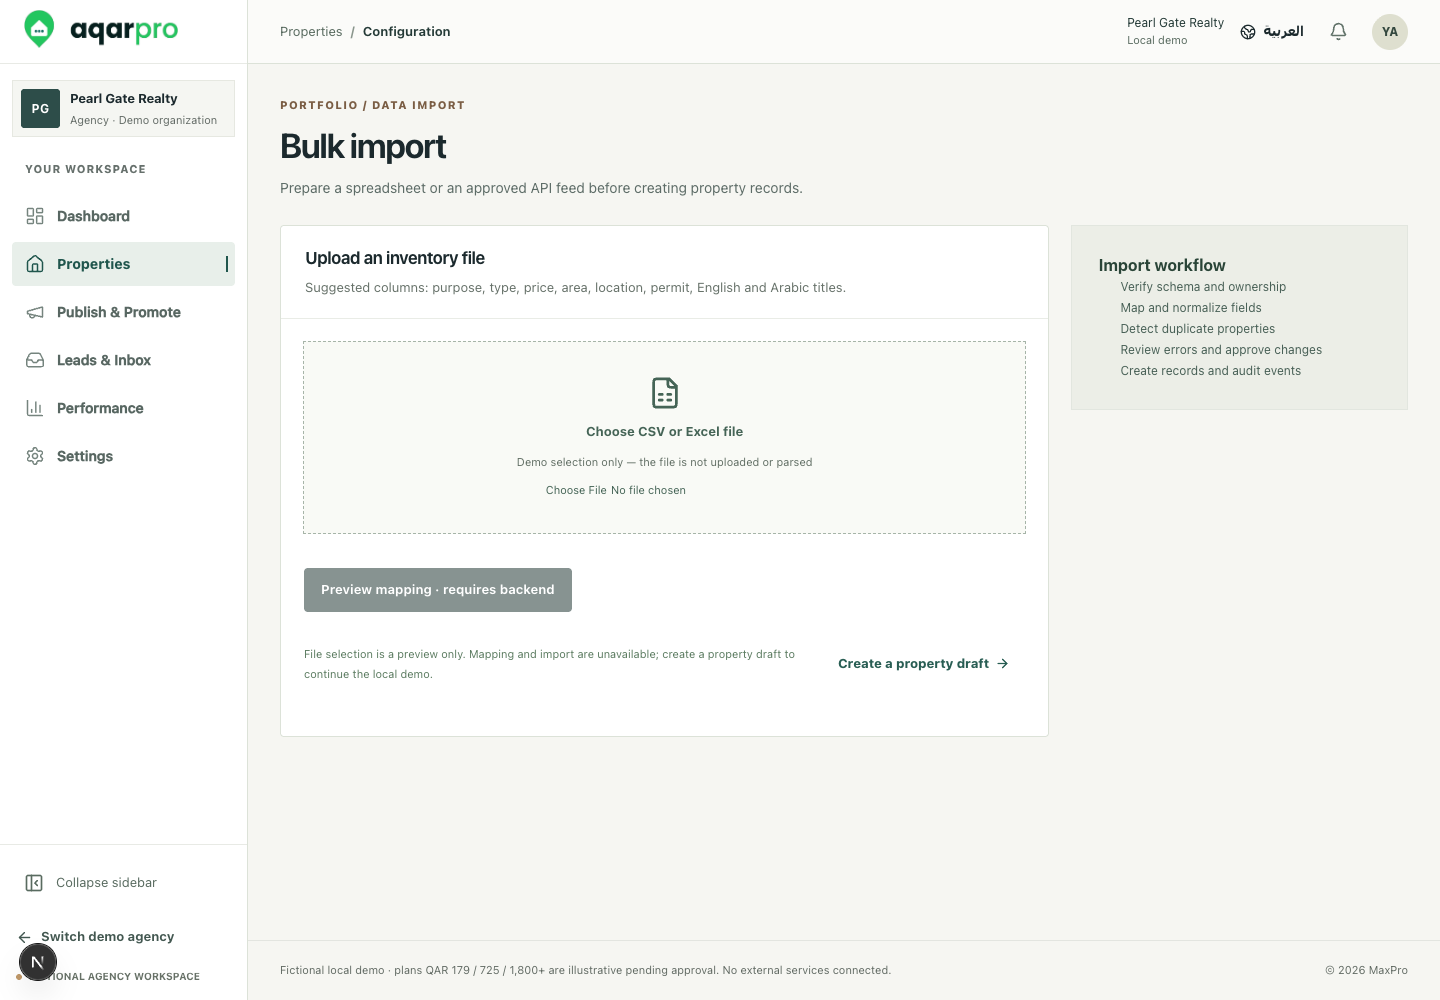 aqarpro
Properties / Configuration
Pearl Gate Realty
Local demo
العربية
YA
PG
Pearl Gate Realty
Agency · Demo organization
YOUR WORKSPACE
Dashboard
Properties
Publish & Promote
Leads & Inbox
Performance
Settings
Collapse sidebar
Switch demo agency
N
AGENCY WORKSPACE
PORTFOLIO / DATA IMPORT
Bulk import
Prepare a spreadsheet or an approved API feed before creating property records.
Upload an inventory file
Suggested columns: purpose, type, price, area, location, permit, English and Arabic titles.
Choose CSV or Excel file
Demo selection only — the file is not uploaded or parsed
Choose File No file chosen
Preview mapping · requires backend
File selection is a preview only. Mapping and import are unavailable; create a property draft to
continue the local demo.
Create a property draft →
Import workflow
Verify schema and ownership
Map and normalize fields
Detect duplicate properties
Review errors and approve changes
Create records and audit events
Fictional local demo · plans QAR 179 / 725 / 1,800+ are illustrative pending approval. No external services connected.
© 2026 MaxPro